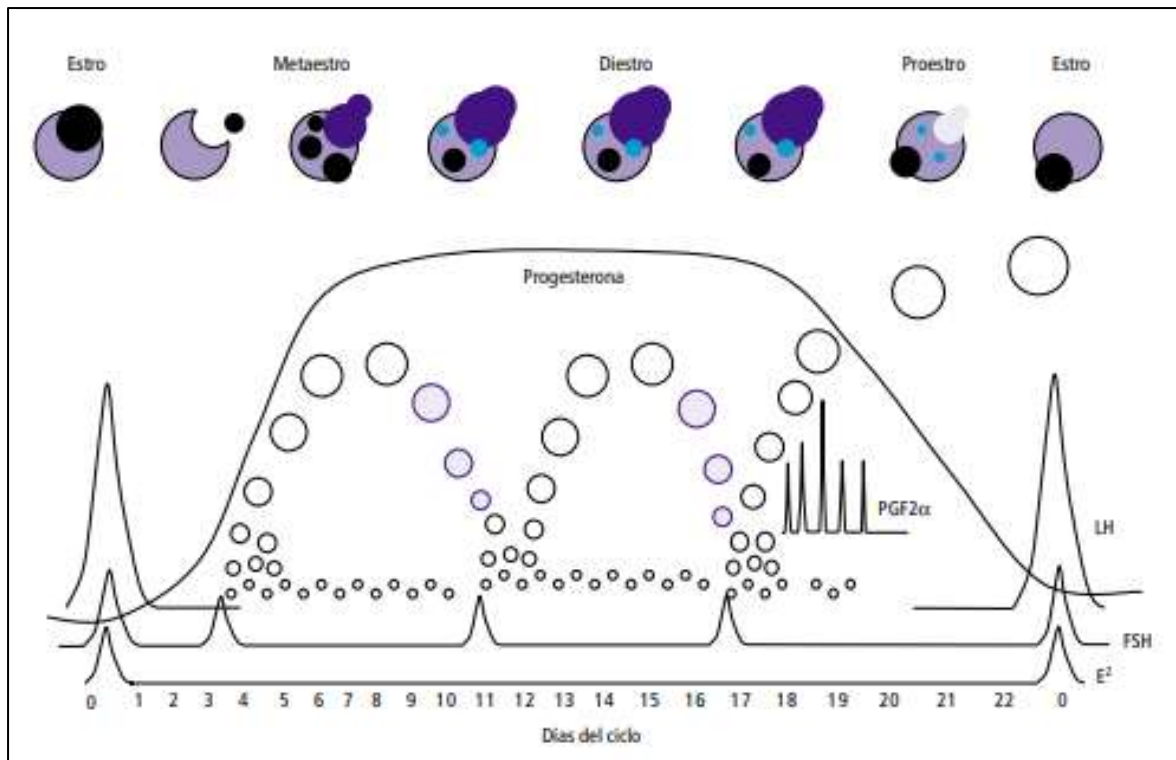 Estro Metaestro Diestro Proestro Estro
Progesterona
PGF2α
LH
FSH
E²
0 1 2 3 4 5 6 7 8 9 10 11 12 13 14 15 16 17 18 19 20 21 22 0
Días del ciclo